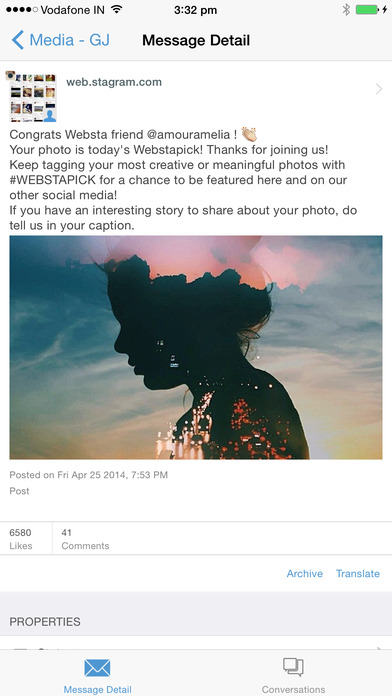 Vodafone IN 3:32 pm
Media - GJ Message Detail
web.stagram.com
Congrats Websta friend @amouramelia ! 👏
Your photo is today's Webstapick! Thanks for joining us!
Keep tagging your most creative or meaningful photos with
#WEBSTAPICK for a chance to be featured here and on our
other social media!
If you have an interesting story to share about your photo, do
tell us in your caption.
Posted on Fri Apr 25 2014, 7:53 PM
Post
6580 41
Likes Comments
Archive Translate
PROPERTIES
Message Detail Conversations